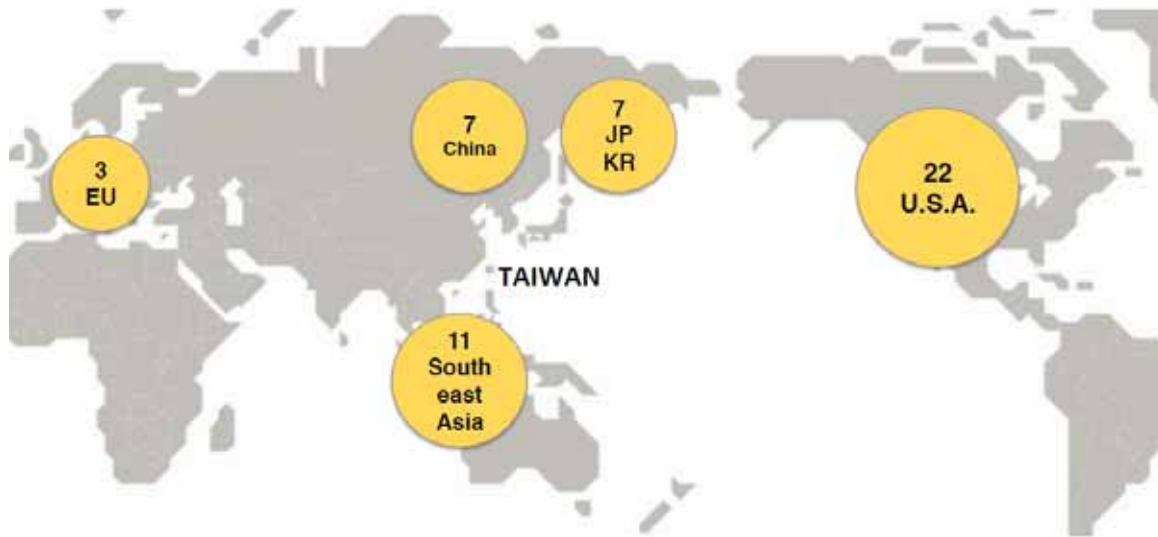 3
EU
7
China
7
JP
KR
22
U.S.A.
TAIWAN
11
South
east
Asia